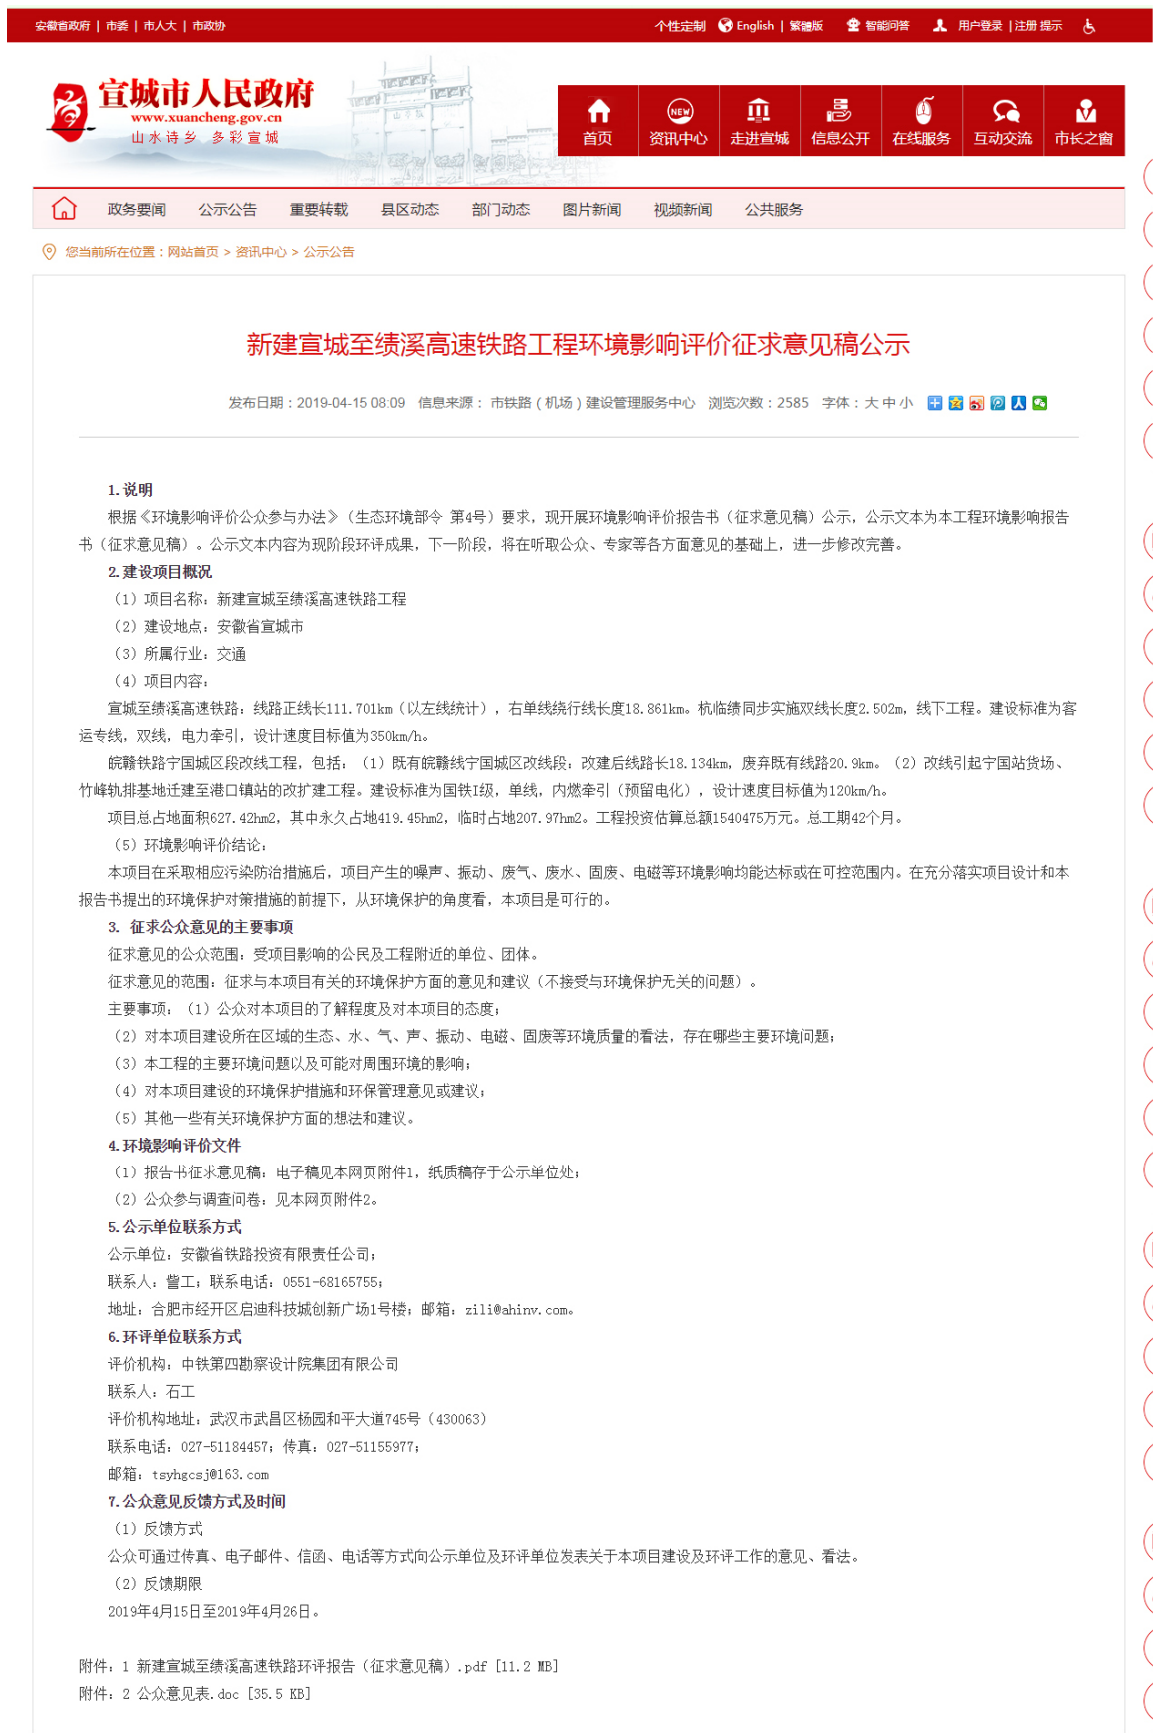 安徽省政府 | 市委 | 市人大 | 市政协
个性定制 English | 繁體版 智能问答 用户登录 | 注册 提示
宣城市人民政府
www.xuancheng.gov.cn
山水诗乡 多彩宣城
首页 资讯中心 走进宣城 信息公开 在线服务 互动交流 市长之窗
NEW
政务要闻 公示公告 重要转载 县区动态 部门动态 图片新闻 视频新闻 公共服务
您当前所在位置：网站首页 > 资讯中心 > 公示公告
新建宣城至绩溪高速铁路工程环境影响评价征求意见稿公示
发布日期：2019-04-15 08:09 信息来源： 市铁路（机场）建设管理服务中心 浏览次数：2585 字体：大 中 小
1.说明
根据《环境影响评价公众参与办法》（生态环境部令 第4号）要求，现开展环境影响评价报告书（征求意见稿）公示，公示文本为本工程环境影响报告
书（征求意见稿）。公示文本内容为现阶段环评成果，下一阶段，将在听取公众、专家等各方面意见的基础上，进一步修改完善。
2.建设项目概况
（1）项目名称：新建宣城至绩溪高速铁路工程
（2）建设地点：安徽省宣城市
（3）所属行业：交通
（4）项目内容：
宣城至绩溪高速铁路：线路正线长111.701km（以左线统计），右单线绕行线长度18.861km。杭临绩同步实施双线长度2.502m，线下工程。建设标准为客
运专线，双线，电力牵引，设计速度目标值为350km/h。
皖赣铁路宁国城区段改线工程，包括：（1）既有皖赣线宁国城区改线段：改建后线路长18.134km，废弃既有线路20.9km。（2）改线引起宁国站货场、
竹峰轨排基地迁建至港口镇站的改扩建工程。建设标准为国铁I级，单线，内燃牵引（预留电化），设计速度目标值为120km/h。
项目总占地面积627.42hm2，其中永久占地419.45hm2，临时占地207.97hm2。工程投资估算总额1540475万元。总工期42个月。
（5）环境影响评价结论：
本项目在采取相应污染防治措施后，项目产生的噪声、振动、废气、废水、固废、电磁等环境影响均能达标或在可控范围内。在充分落实项目设计和本
报告书提出的环境保护对策措施的前提下，从环境保护的角度看，本项目是可行的。
3. 征求公众意见的主要事项
征求意见的公众范围：受项目影响的公民及工程附近的单位、团体。
征求意见的范围：征求与本项目有关的环境保护方面的意见和建议（不接受与环境保护无关的问题）。
主要事项：（1）公众对本项目的了解程度及对本项目的态度；
（2）对本项目建设所在区域的生态、水、气、声、振动、电磁、固废等环境质量的看法，存在哪些主要环境问题；
（3）本工程的主要环境问题以及可能对周围环境的影响；
（4）对本项目建设的环境保护措施和环保管理意见或建议；
（5）其他一些有关环境保护方面的想法和建议。
4.环境影响评价文件
（1）报告书征求意见稿：电子稿见本网页附件1，纸质稿存于公示单位处；
（2）公众参与调查问卷：见本网页附件2。
5.公示单位联系方式
公示单位：安徽省铁路投资有限责任公司；
联系人：訾工；联系电话：0551-68165755；
地址：合肥市经开区启迪科技城创新广场1号楼；邮箱：zili@ahinv.com。
6.环评单位联系方式
评价机构：中铁第四勘察设计院集团有限公司
联系人：石工
评价机构地址：武汉市武昌区杨园和平大道745号（430063）
联系电话：027-51184457；传真：027-51155977；
邮箱：tsyhgcsj@163.com
7.公众意见反馈方式及时间
（1）反馈方式
公众可通过传真、电子邮件、信函、电话等方式向公示单位及环评单位发表关于本项目建设及环评工作的意见、看法。
（2）反馈期限
2019年4月15日至2019年4月26日。
附件：1 新建宣城至绩溪高速铁路环评报告（征求意见稿）.pdf [11.2 MB]
附件：2 公众意见表.doc [35.5 KB]